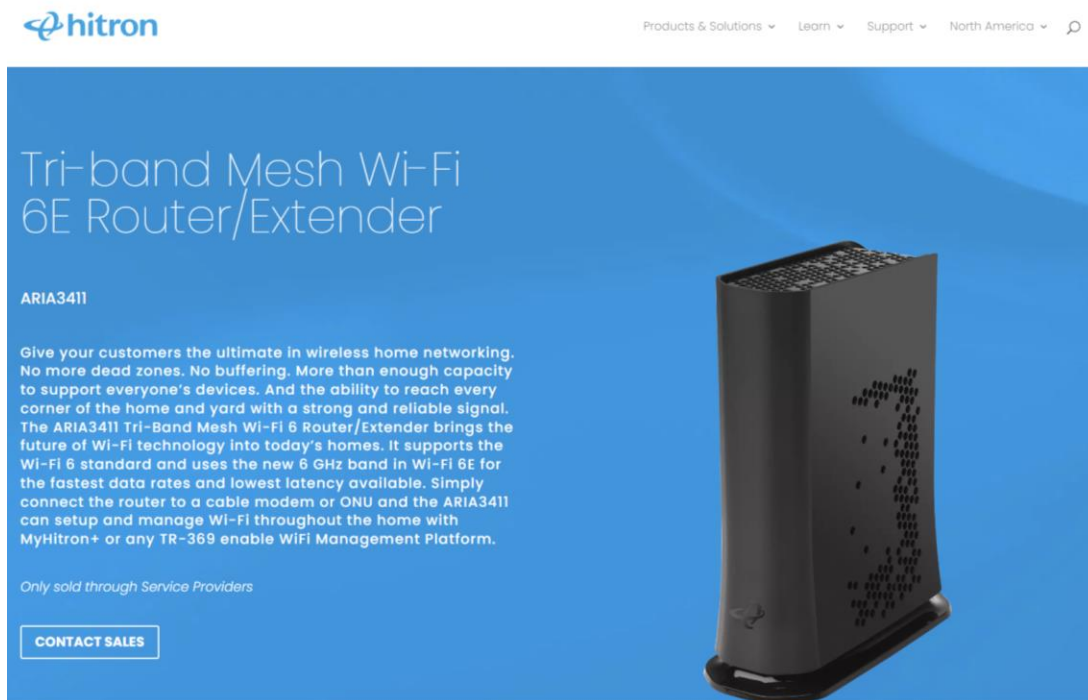 hitron
Products & Solutions
Learn
Support
North America
Tri-band Mesh Wi-Fi
6E Router/Extender
ARIA3411
Give your customers the ultimate in wireless home networking.
No more dead zones. No buffering. More than enough capacity
to support everyone's devices. And the ability to reach every
corner of the home and yard with a strong and reliable signal.
The ARIA3411 Tri-Band Mesh Wi-Fi 6 Router/Extender brings the
future of Wi-Fi technology into today's homes. It supports the
Wi-Fi 6 standard and uses the new 6 GHz band in Wi-Fi 6E for
the fastest data rates and lowest latency available. Simply
connect the router to a cable modem or ONU and the ARIA3411
can setup and manage Wi-Fi throughout the home with
MyHitron+ or any TR-369 enable WiFi Management Platform.
Only sold through Service Providers
CONTACT SALES